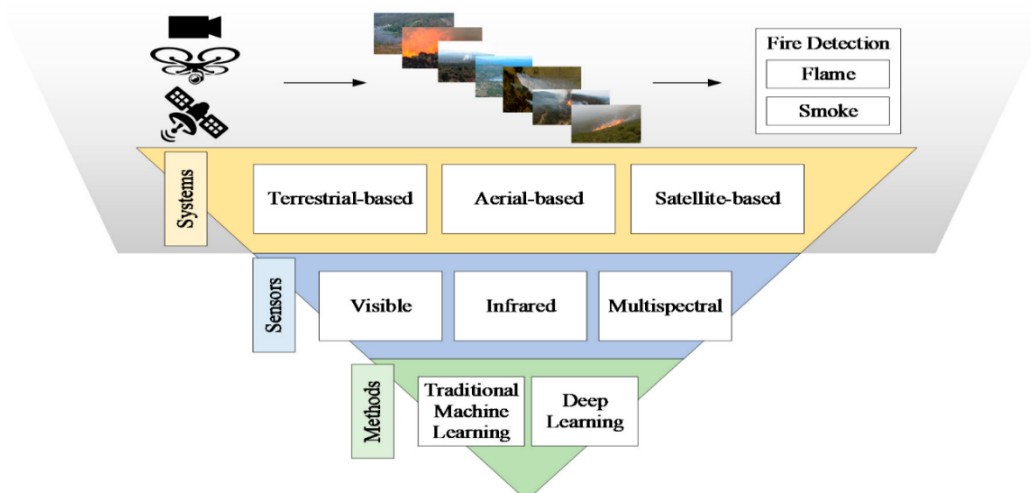 Fire Detection
Flame
Smoke
Systems
Terrestrial-based
Aerial-based
Satellite-based
Sensors
Visible
Infrared
Multispectral
Methods
Traditional
Machine
Learning
Deep
Learning